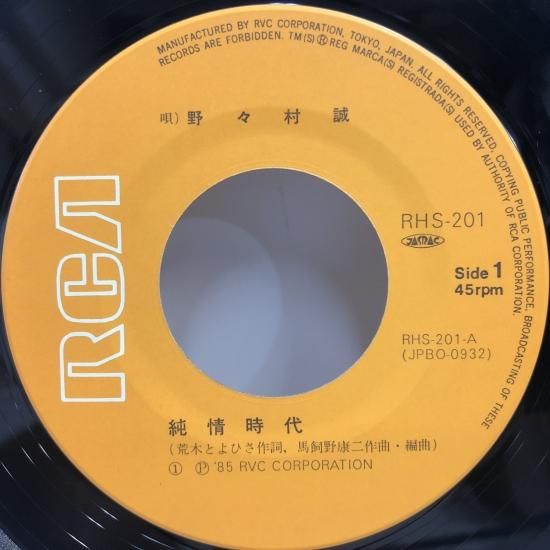 MANUFACTURED BY RVC CORPORATION, TOKYO, JAPAN. ALL RIGHTS RESERVED. COPYING PUBLIC PERFORMANCE, BROADCASTING OF THESE
RECORDS ARE FORBIDDEN. TM(S)® REG MARCA(S) REGISTRADA(S) USED BY AUTHORITY OF RCA CORPORATION.
唄) 野々村誠
RCA
RHS-201
JASRAC
Side 1
45rpm
RHS-201-A
(JPBO-0932)
純情時代
(荒木とよひさ作詞、馬飼野康二作曲・編曲)
① Ⓟ '85 RVC CORPORATION